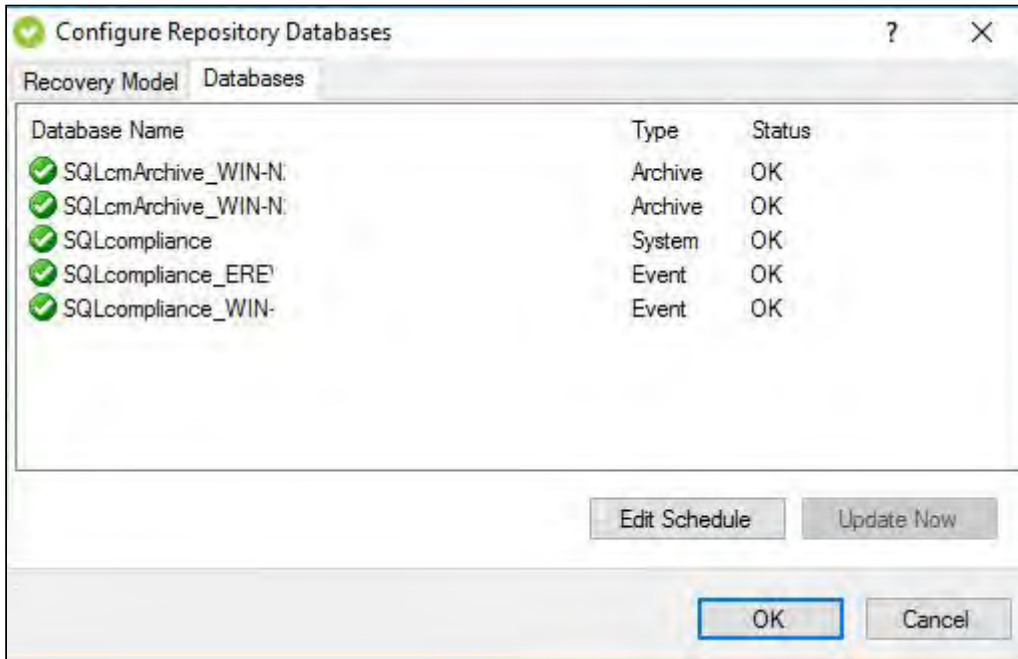 Configure Repository Databases ? X
Recovery Model Databases
Database Name Type Status
SQLcmArchive_WIN-N: Archive OK
SQLcmArchive_WIN-N: Archive OK
SQLcompliance System OK
SQLcompliance_ERE' Event OK
SQLcompliance_WIN- Event OK
Edit Schedule Update Now
OK Cancel